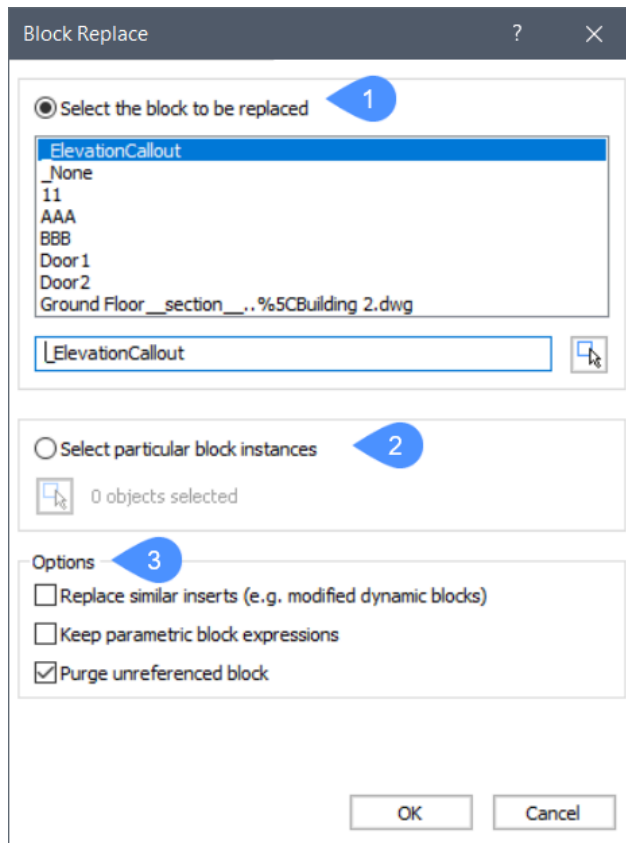 Block Replace ?
Select the block to be replaced 1
_ElevationCallout
_None
11
AAA
BBB
Door1
Door2
Ground Floor__section__..%5CBuilding 2.dwg
_ElevationCallout
Select particular block instances 2
0 objects selected
Options 3
Replace similar inserts (e.g. modified dynamic blocks)
Keep parametric block expressions
Purge unreferenced block
OK Cancel